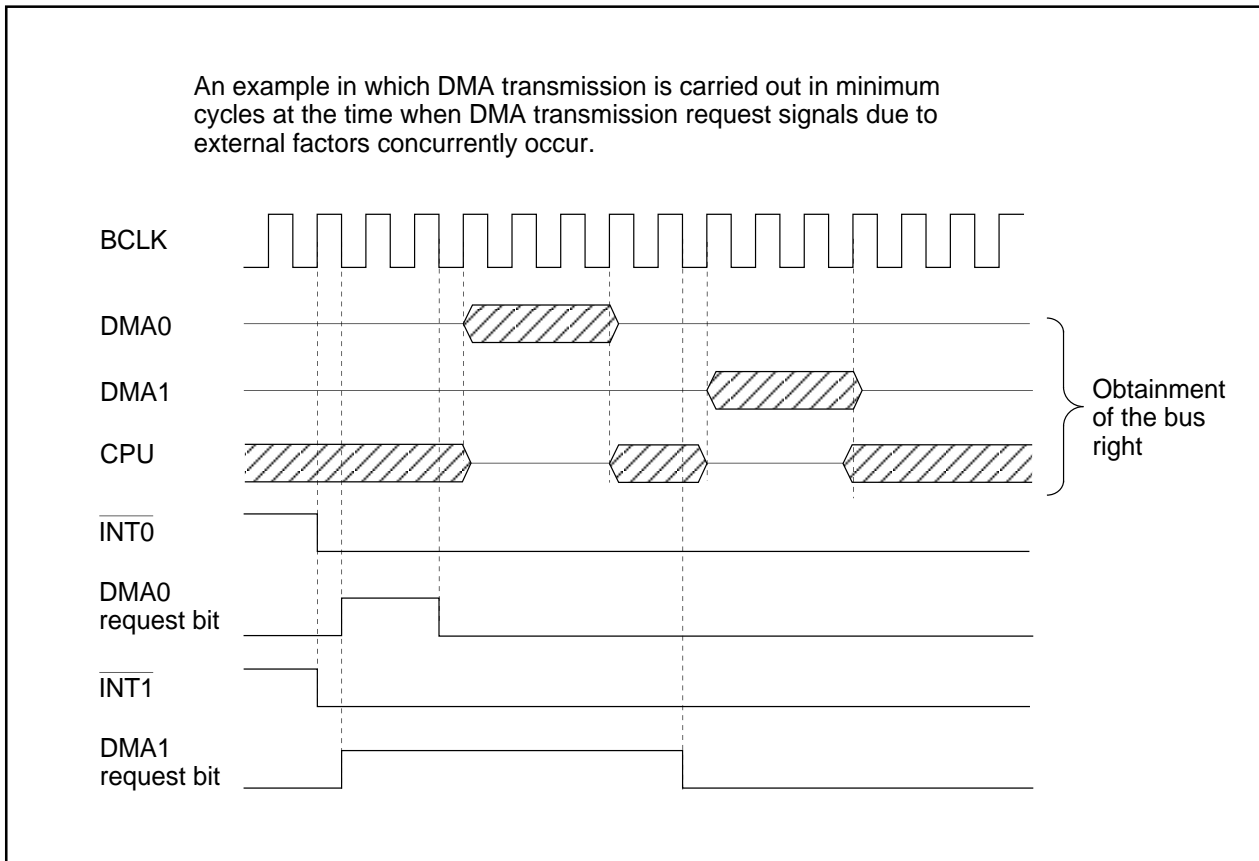 An example in which DMA transmission is carried out in minimum
cycles at the time when DMA transmission request signals due to
external factors concurrently occur.
BCLK
DMA0
DMA1
CPU
Obtainment
of the bus
right
INT0
DMA0
request bit
INT1
DMA1
request bit